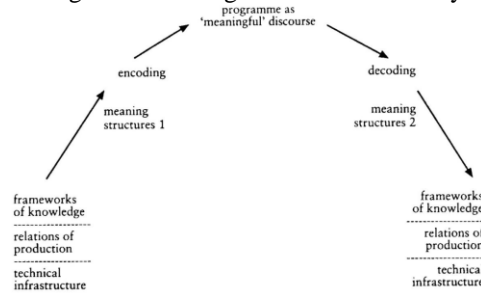 programme as
'meaningful' discourse
encoding
decoding
meaning
structures 1
meaning
structures 2
frameworks
of knowledge
relations of
production
technical
infrastructure
frameworks
of knowledge
relations of
production
technical
infrastructure